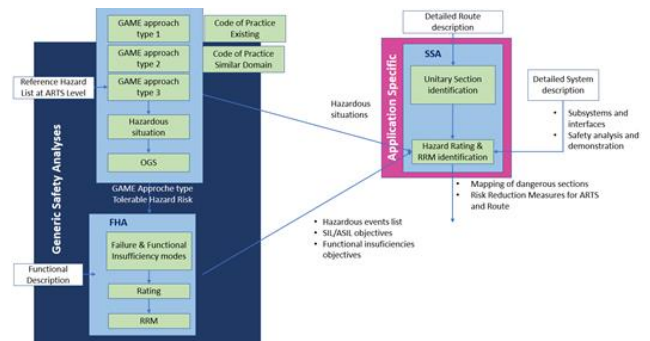 GAME approach
type 1
Code of Practice
Existing
GAME approach
type 2
Code of Practice
Similar Domain
Reference Hazard
List at ARTS Level
GAME approach
type 3
Hazardous
situation
OGS
Generic Safety Analyses
GAME Approche type
Tolerable Hazard Risk
FHA
Failure & Functional
Insufficiency modes
Functional
Description
Rating
RRM
Hazardous
situations
Hazardous events list
SIL/ASIL objectives
Functional insuficiencies
objectives
Detailed Route
description
Application Specific
SSA
Unitary Section
identification
Hazard Rating &
RRM identification
Detailed System
description
Subsystems and
interfaces
Safety analysis and
demonstration
Mapping of dangerous sections
Risk Reduction Measures for ARTS
and Route